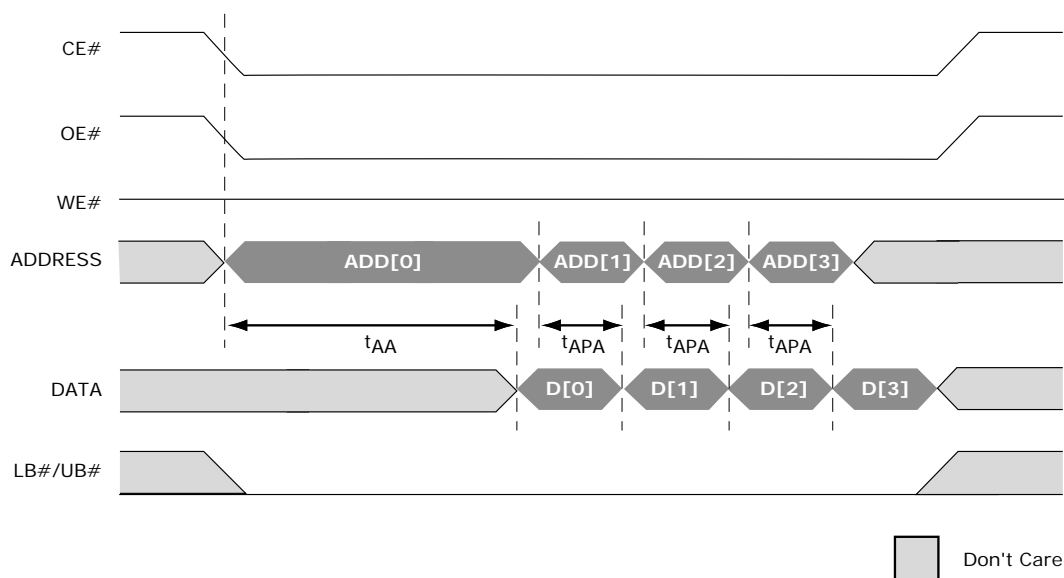 CE#
OE#
WE#
ADDRESS ADD[0] ADD[1] ADD[2] ADD[3]
tAA tAPA tAPA tAPA
DATA D[0] D[1] D[2] D[3]
LB#/UB#
Don't Care